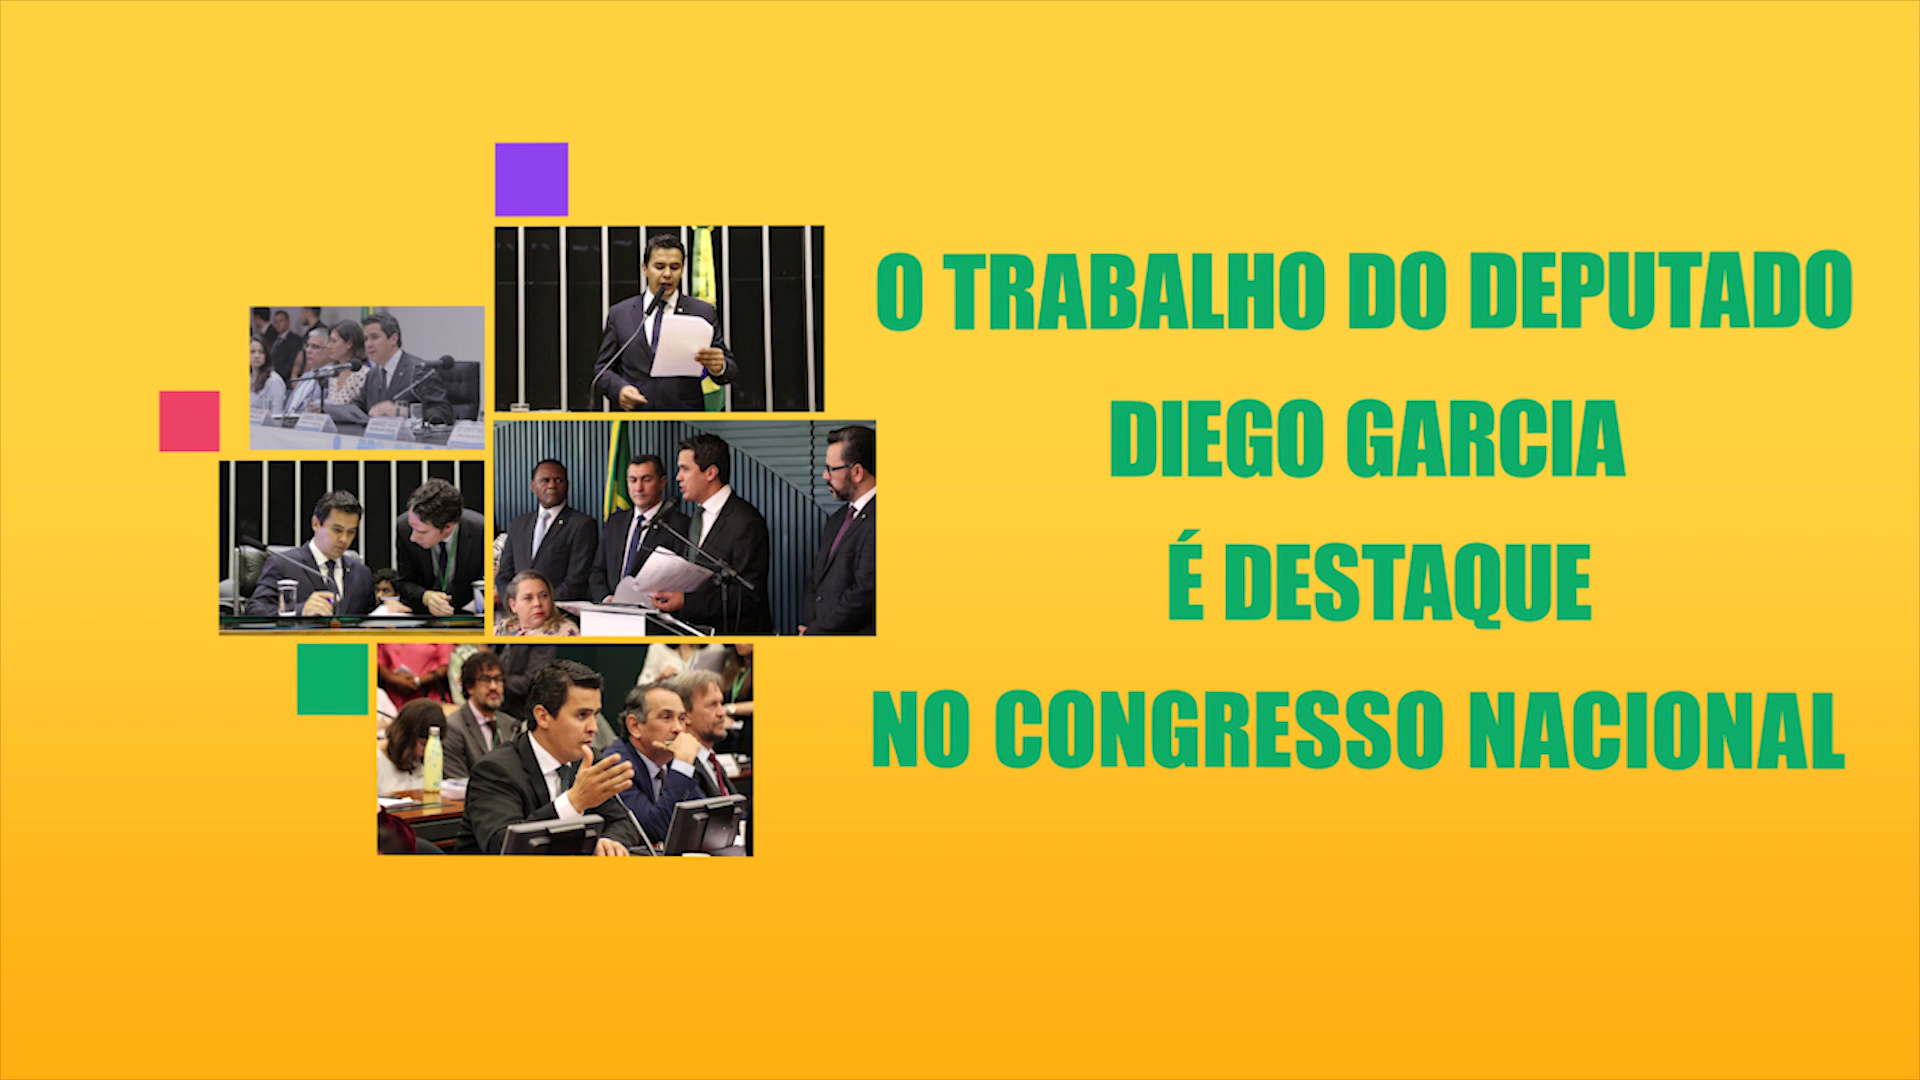 O TRABALHO DO DEPUTADO
DIEGO GARCIA
É DESTAQUE
NO CONGRESSO NACIONAL